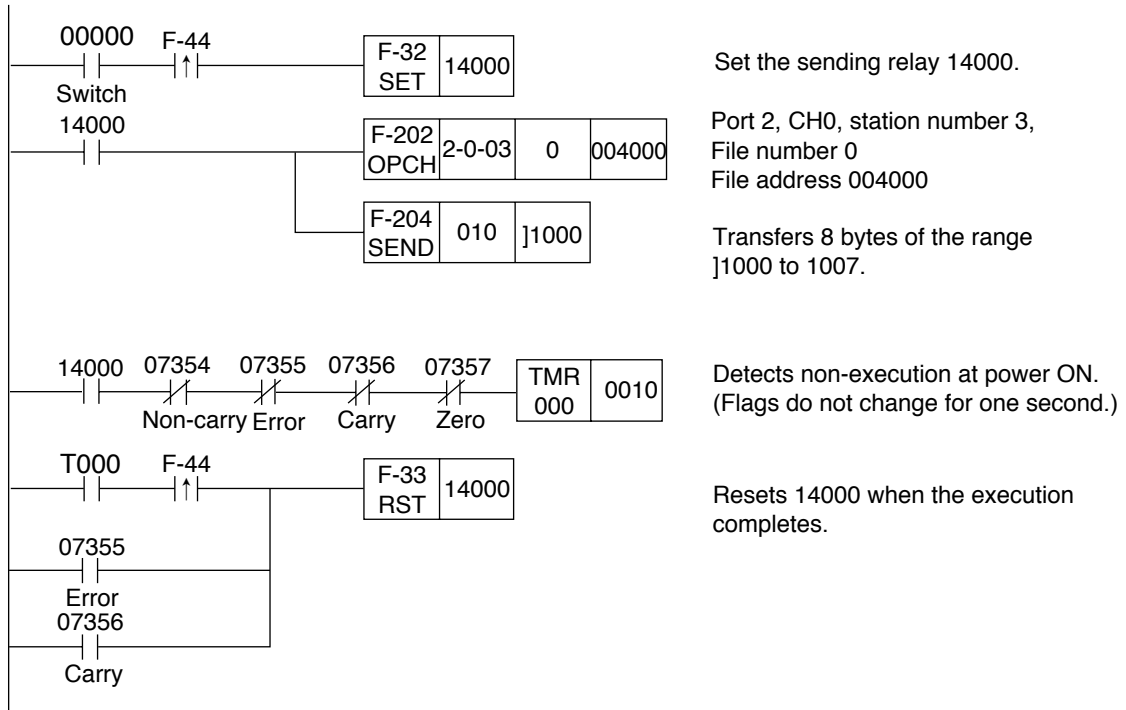 00000 F-44
Switch
F-32 SET 14000
Set the sending relay 14000.
14000
F-202 OPCH 2-0-03 0 004000
Port 2, CH0, station number 3,
File number 0
File address 004000
F-204 SEND 010 ]1000
Transfers 8 bytes of the range
]1000 to 1007.
14000 07354 07355 07356 07357
Non-carry Error Carry Zero
TMR 000 0010
Detects non-execution at power ON.
(Flags do not change for one second.)
T000 F-44
F-33 RST 14000
Resets 14000 when the execution
completes.
07355
Error
07356
Carry